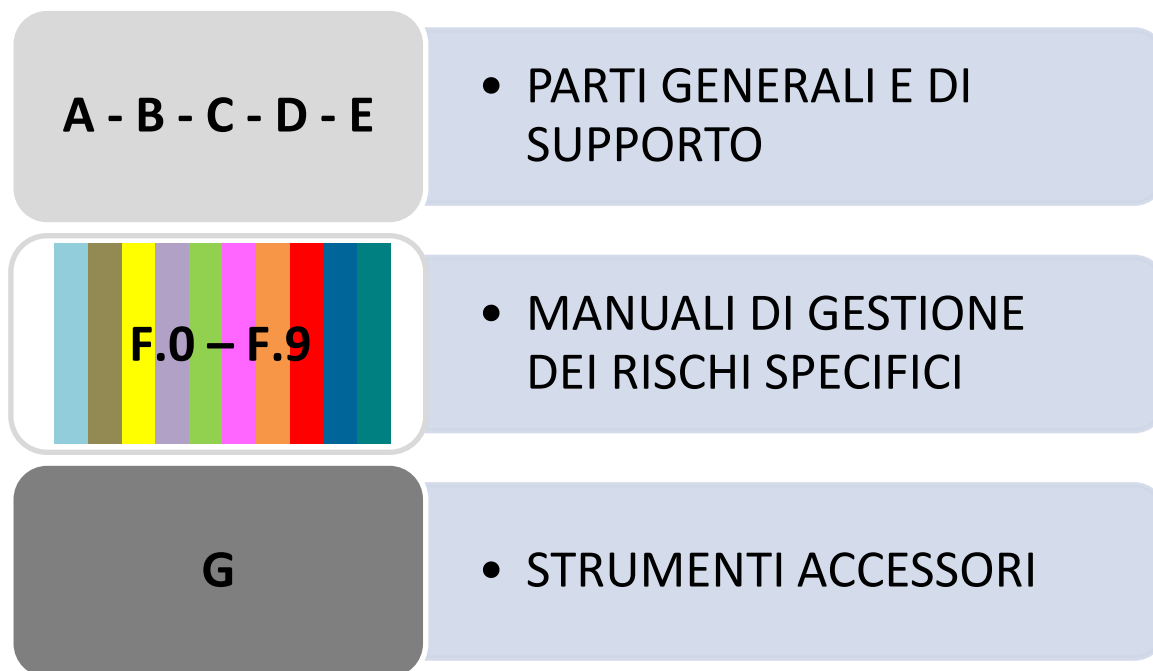 A - B - C - D - E
• PARTI GENERALI E DI
SUPPORTO
F.0 – F.9
• MANUALI DI GESTIONE
DEI RISCHI SPECIFICI
G
• STRUMENTI ACCESSORI